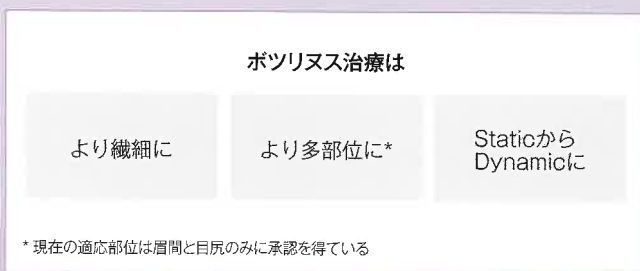 ボツリヌス治療は
より繊細に
より多部位に*
Staticから
Dynamicに
* 現在の適応部位は眉間と目尻のみに承認を得ている